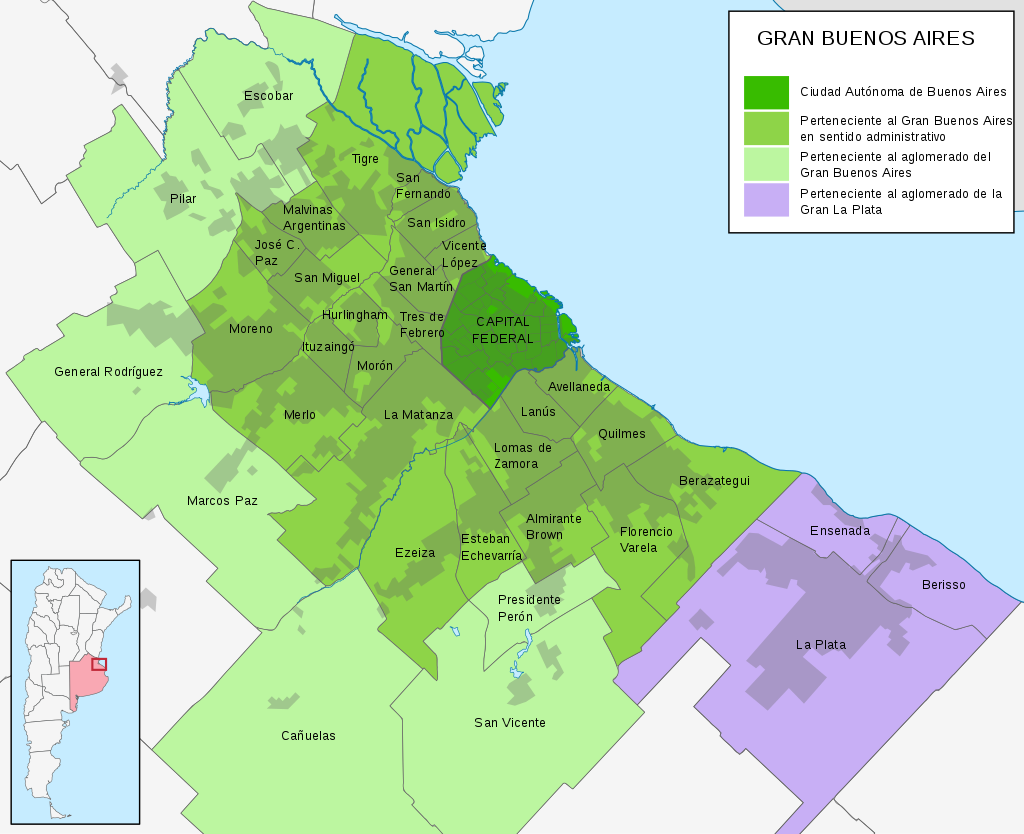 GRAN BUENOS AIRES
Ciudad Autónoma de Buenos Aires
Perteneciente al Gran Buenos Aires
en sentido administrativo
Perteneciente al aglomerado del
Gran Buenos Aires
Perteneciente al aglomerado de la
Gran La Plata
Escobar
Tigre
San
Fernando
Pilar
Malvinas
Argentinas
San Isidro
José C.
Paz
Vicente
López
San Miguel
General
San Martín
Hurlingham
Tres de
Febrero
CAPITAL
FEDERAL
Moreno
Ituzaingó
Morón
General Rodríguez
Avellaneda
Merlo
La Matanza
Lanús
Quilmes
Lomas de
Zamora
Berazategui
Marcos Paz
Almirante
Brown
Florencio
Varela
Ensenada
Ezeiza
Esteban
Echevarría
Berisso
Presidente
Perón
La Plata
San Vicente
Cañuelas